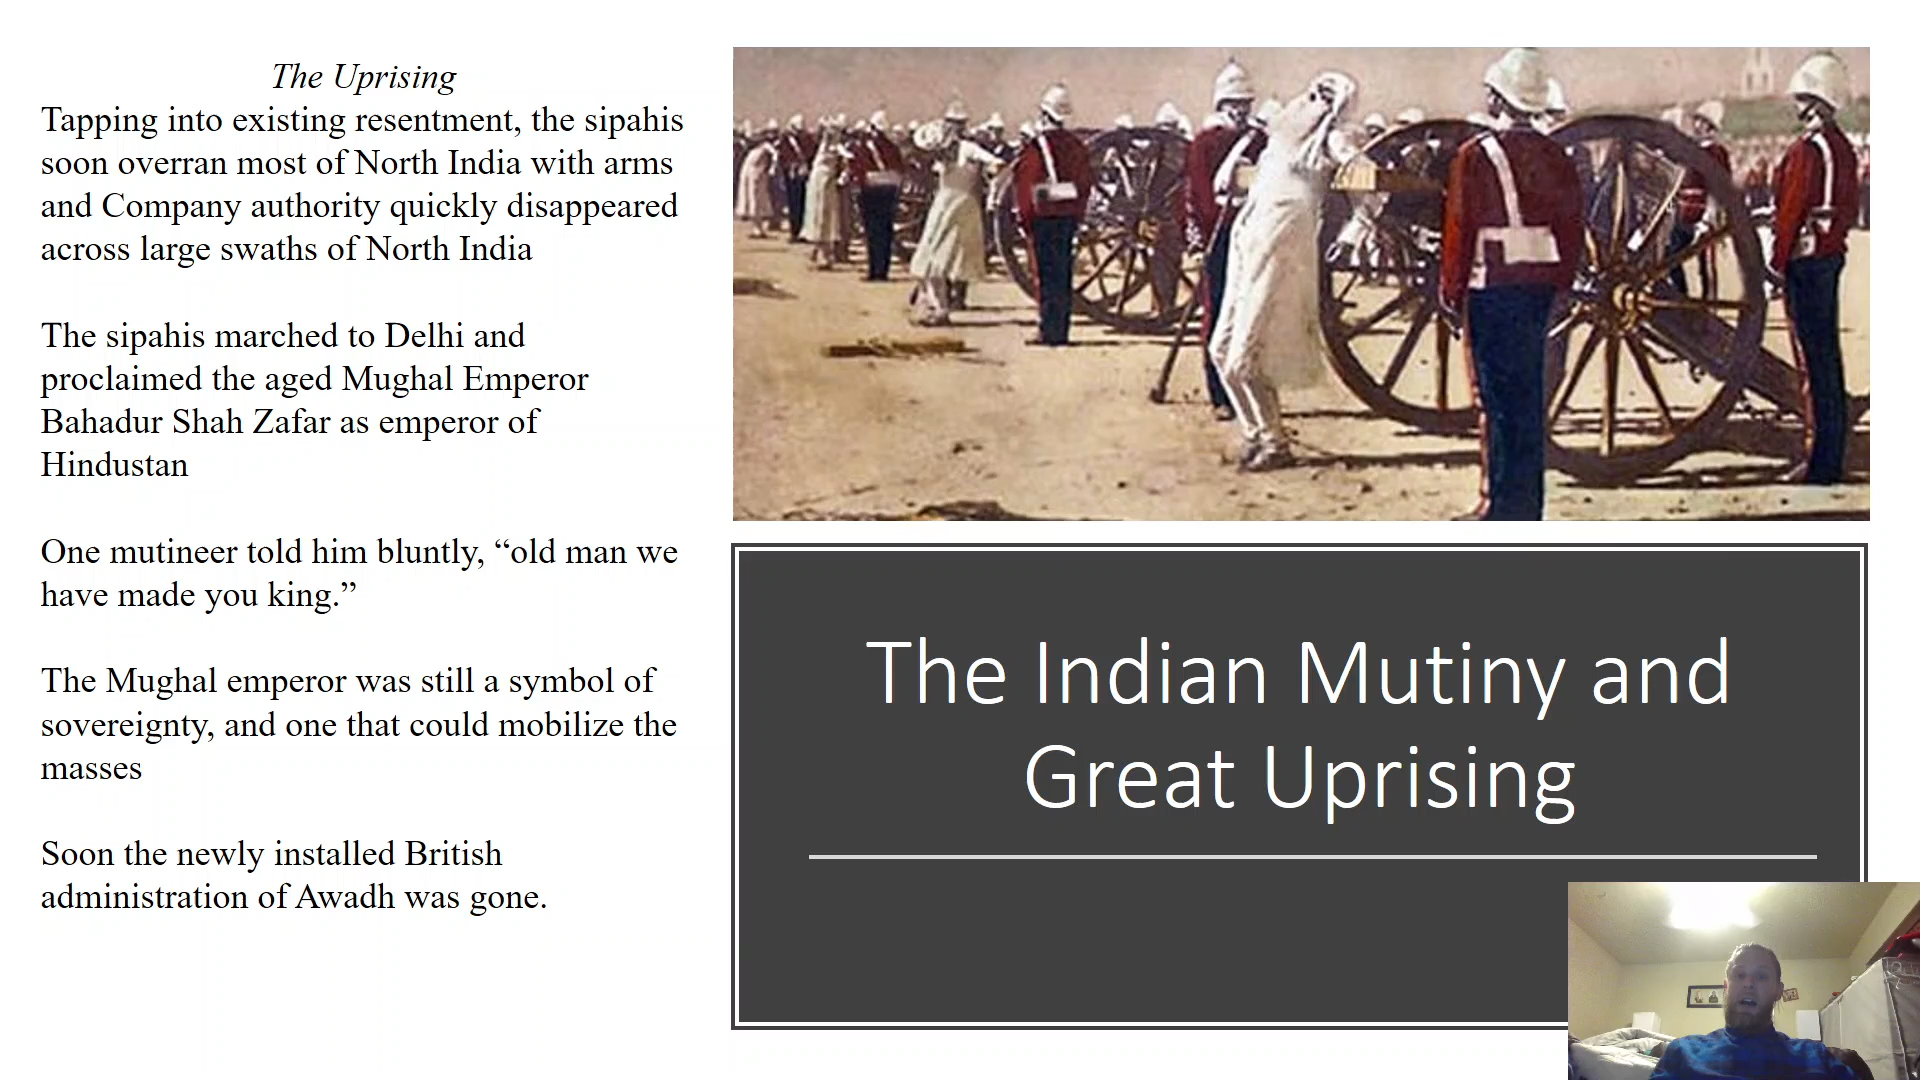 The Uprising
Tapping into existing resentment, the sipahis
soon overran most of North India with arms
and Company authority quickly disappeared
across large swaths of North India
The sipahis marched to Delhi and
proclaimed the aged Mughal Emperor
Bahadur Shah Zafar as emperor of
Hindustan
One mutineer told him bluntly, “old man we
have made you king.”
The Mughal emperor was still a symbol of
sovereignty, and one that could mobilize the
masses
Soon the newly installed British
administration of Awadh was gone.
The Indian Mutiny and
Great Uprising